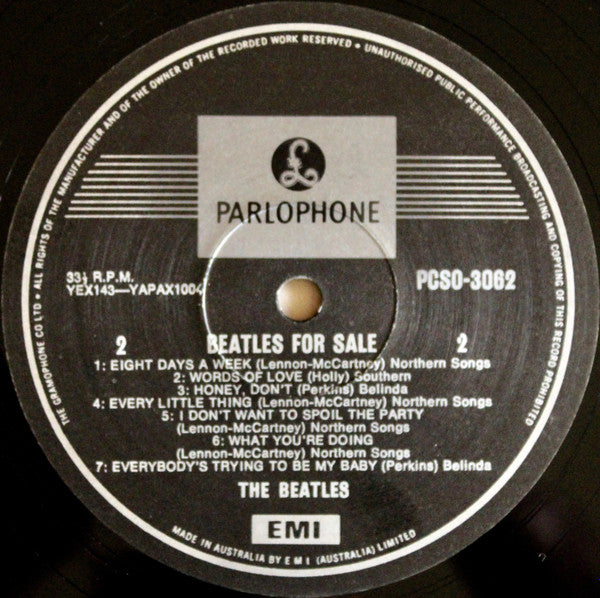 THE GRAMOPHONE CO LTD • ALL RIGHTS OF THE MANUFACTURER AND OF THE OWNER OF THE RECORDED WORK RESERVED • UNAUTHORISED PUBLIC PERFORMANCE BROADCASTING AND COPYING OF THIS RECORD PROHIBITED
£
PARLOPHONE
33⅓ R.P.M.
YEX143—YAPAX1004
PCSO-3062
2 BEATLES FOR SALE 2
1: EIGHT DAYS A WEEK (Lennon-McCartney) Northern Songs
2: WORDS OF LOVE (Holly) Southern
3: HONEY, DON'T (Perkins) Belinda
4: EVERY LITTLE THING (Lennon-McCartney) Northern Songs
5: I DON'T WANT TO SPOIL THE PARTY
(Lennon-McCartney) Northern Songs
6: WHAT YOU'RE DOING
(Lennon-McCartney) Northern Songs
7: EVERYBODY'S TRYING TO BE MY BABY (Perkins) Belinda
THE BEATLES
EMI
MADE IN AUSTRALIA BY E M I (AUSTRALIA) LIMITED